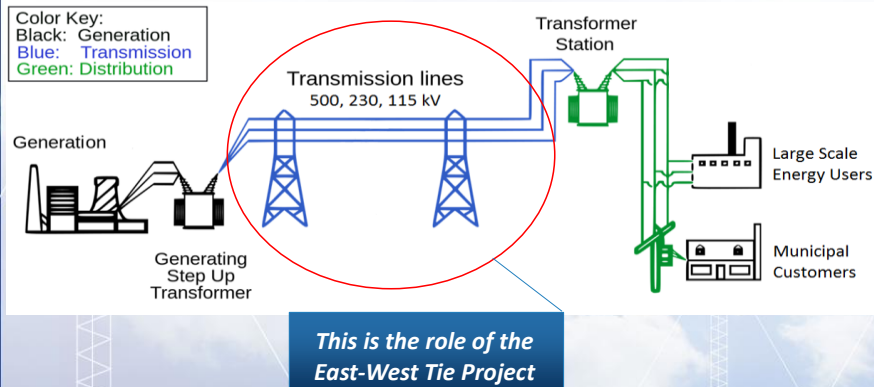 Color Key:
Black: Generation
Blue: Transmission
Green: Distribution
Transformer
Station
Transmission lines
500, 230, 115 kV
Generation
Large Scale
Energy Users
Generating
Step Up
Transformer
Municipal
Customers
This is the role of the
East-West Tie Project